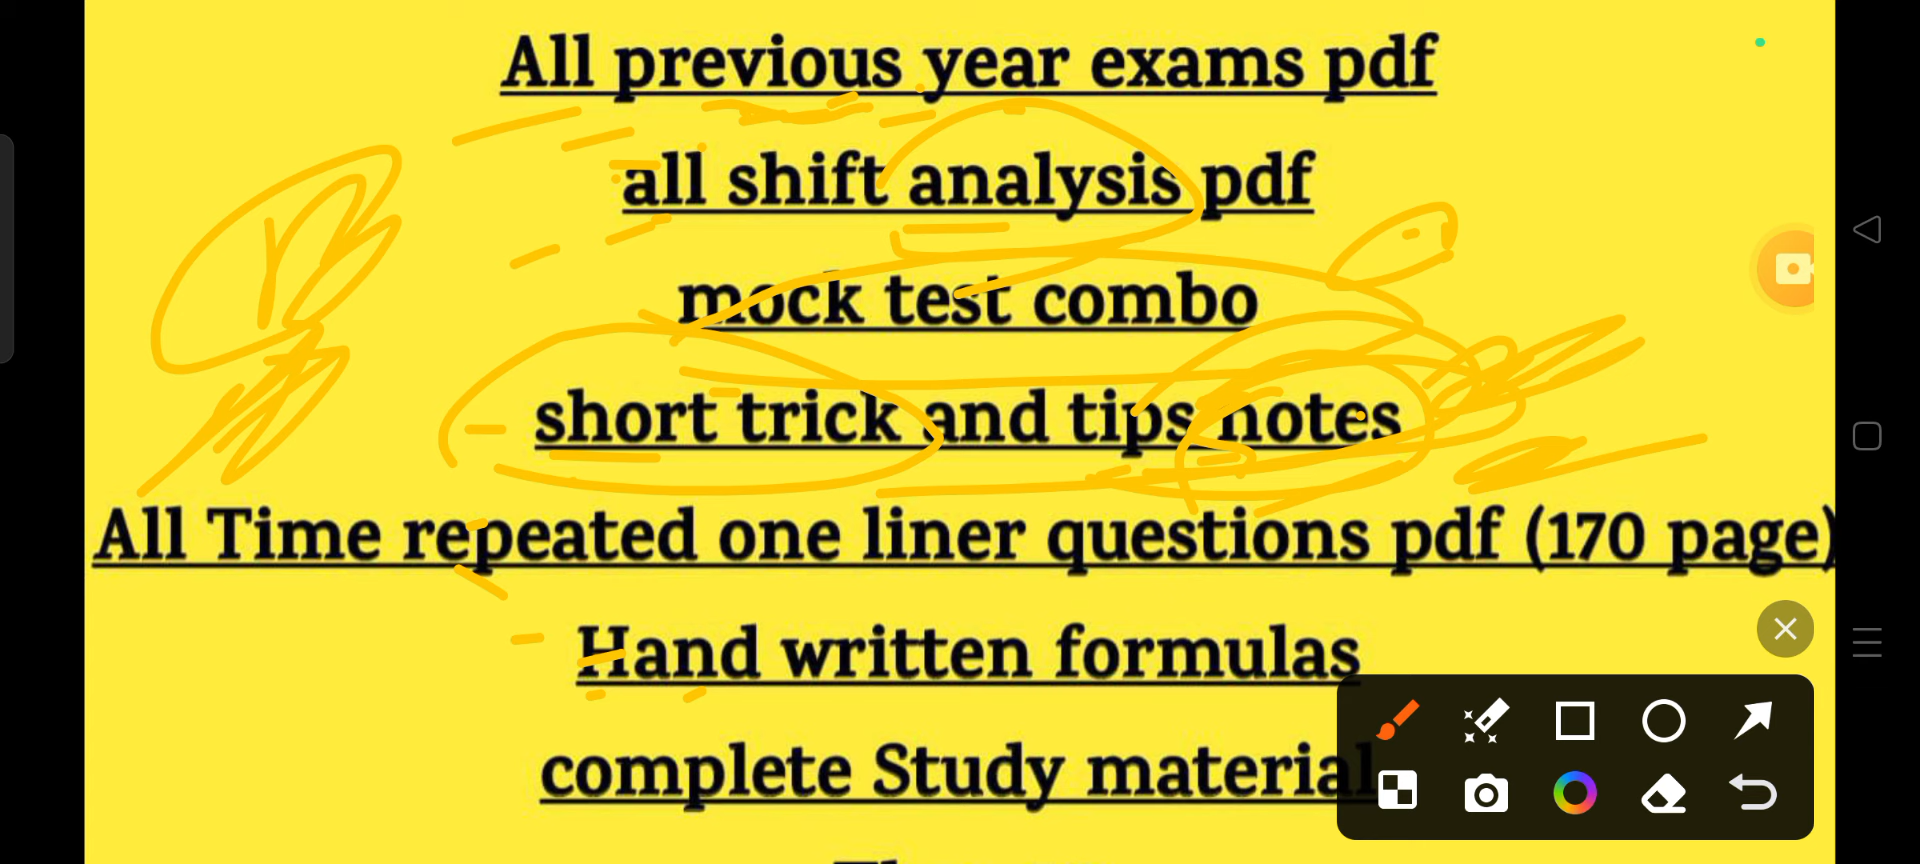 All previous year exams pdf
all shift analysis pdf
mock test combo
short trick and tips notes
All Time repeated one liner questions pdf (170 page)
Hand written formulas
complete Study material